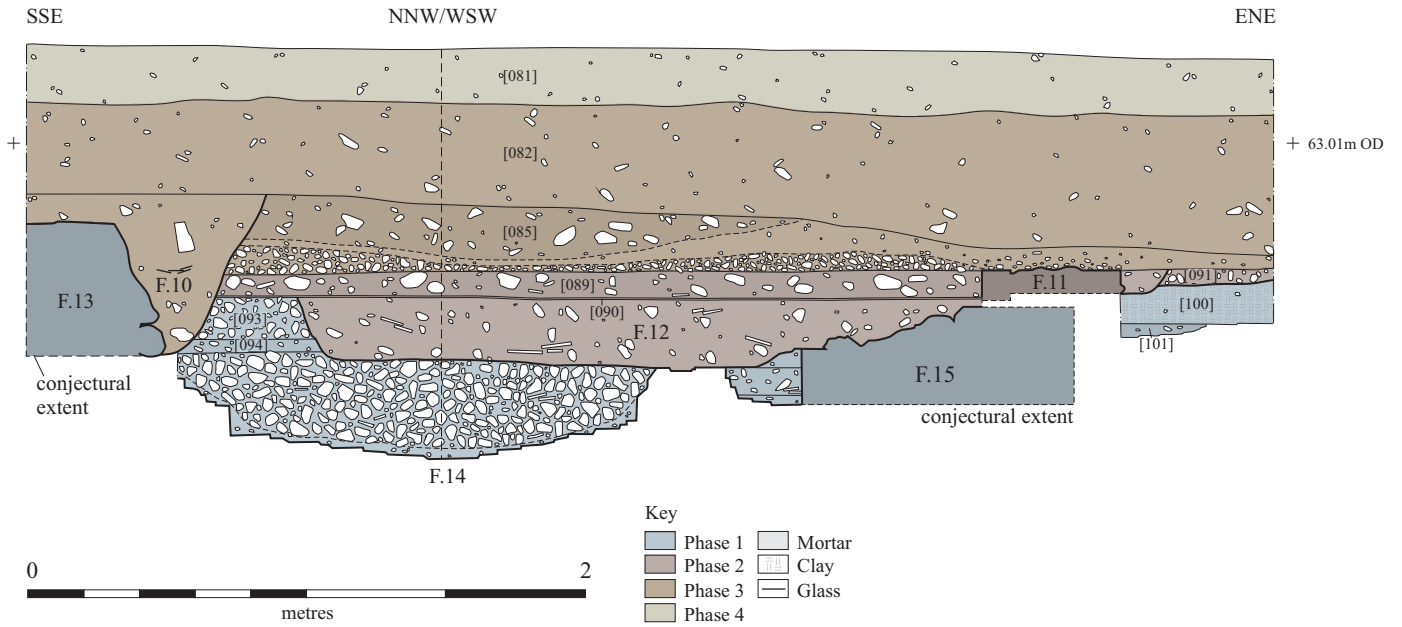 SSE NNW/WSW ENE
[081]
+ [082] + 63.01m OD
[085]
F.13 F.10 [089] F.11 [091]
[093] [090] F.12 [100]
[094] [101]
conjectural
extent
F.15
conjectural extent
F.14
Key
Phase 1 Mortar
Phase 2 Clay
Phase 3 Glass
Phase 4
0 2
metres